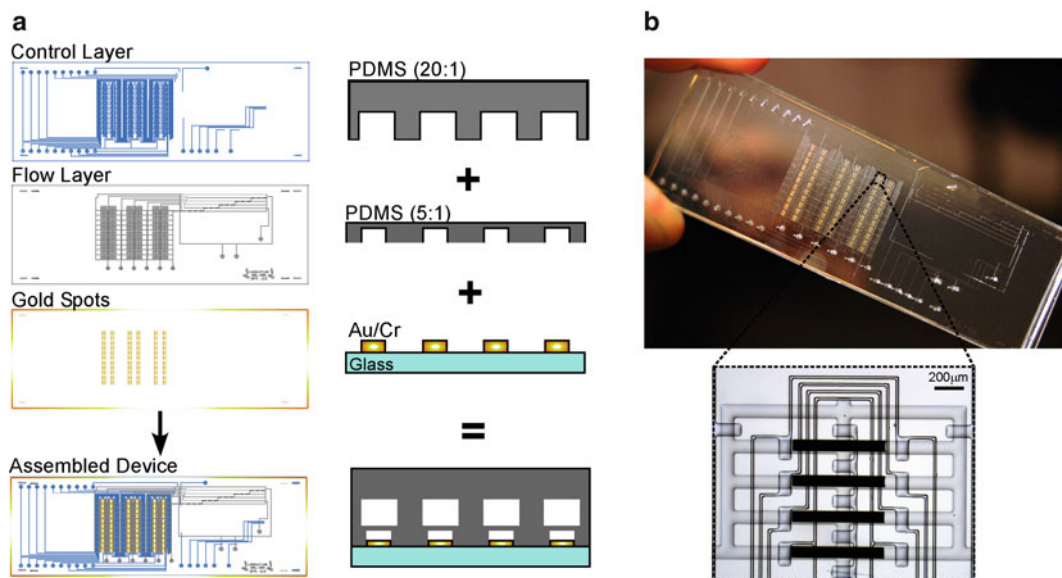 a
Control Layer
PDMS (20:1)
Flow Layer
PDMS (5:1)
Gold Spots
Au/Cr
Glass
Assembled Device
b
200µm